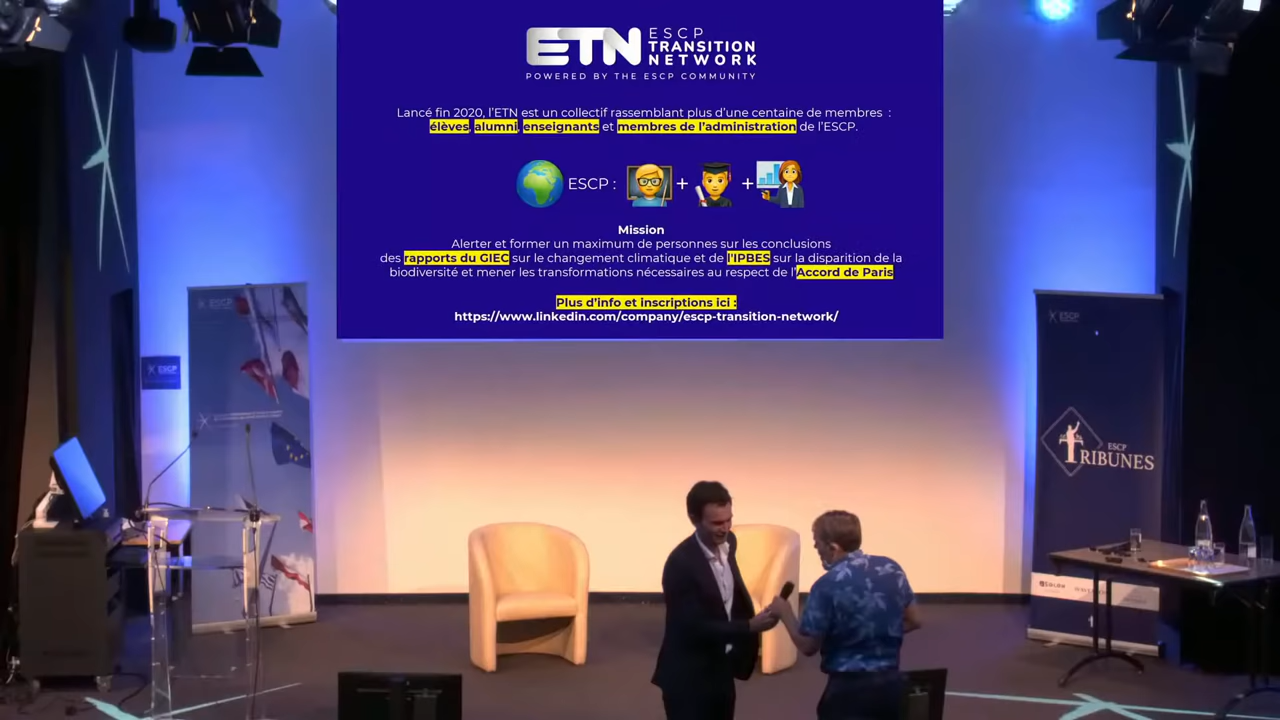 ETN ESCP
TRANSITION
NETWORK
POWERED BY THE ESCP COMMUNITY
Lancé fin 2020, l'ETN est un collectif rassemblant plus d'une centaine de membres :
élèves, alumni, enseignants et membres de l'administration de l'ESCP.
ESCP : + +
Mission
Alerter et former un maximum de personnes sur les conclusions
des rapports du GIEC sur le changement climatique et de l'IPBES sur la disparition de la
biodiversité et mener les transformations nécessaires au respect de l'Accord de Paris
Plus d'info et inscriptions ici :
https://www.linkedin.com/company/escp-transition-network/
ESCP
ESCP
ESCP
ESCP
TRIBUNES